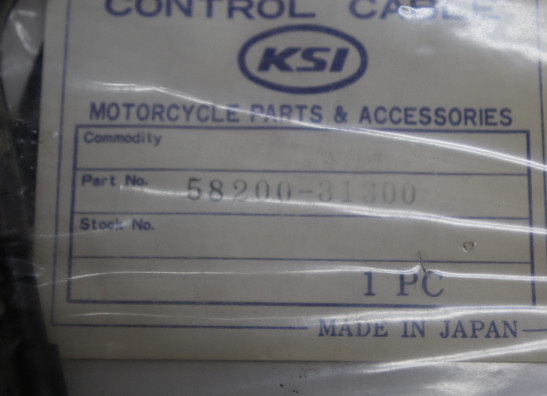 CONTROL CABLE
KSI
MOTORCYCLE PARTS & ACCESSORIES
Commodity
Part No. 58200-31300
Stock No.
1 PC
MADE IN JAPAN